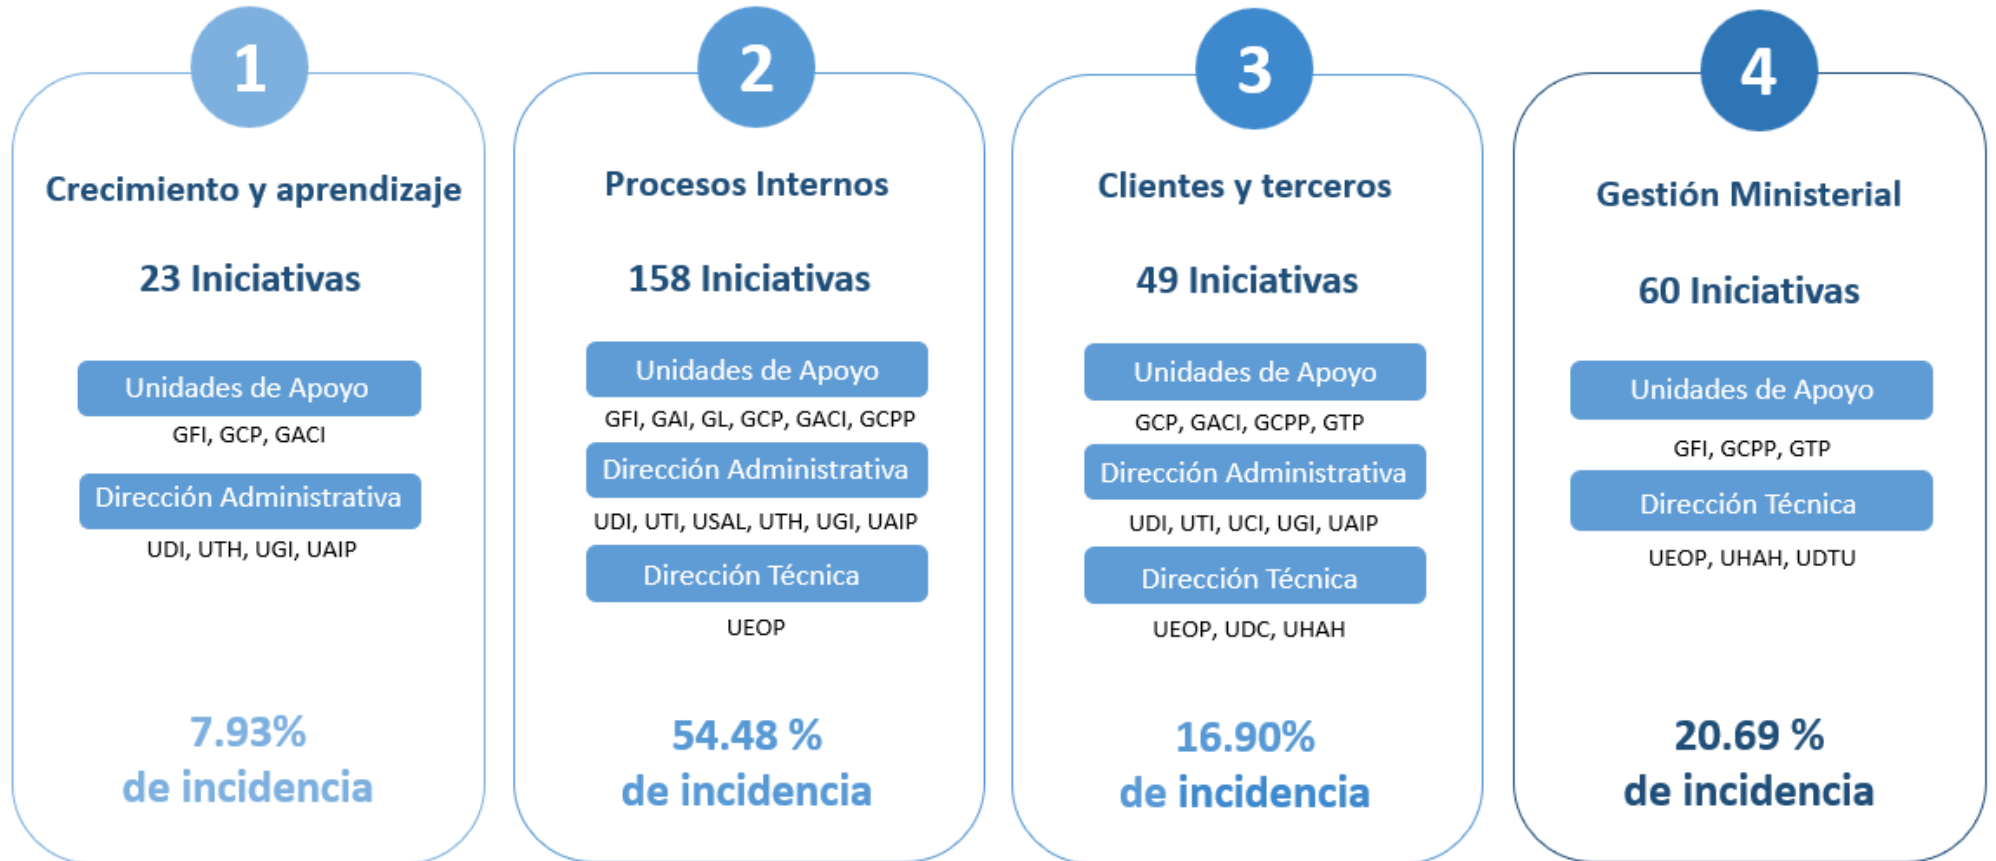 1
Crecimiento y aprendizaje
23 Iniciativas
Unidades de Apoyo
GFI, GCP, GACI
Dirección Administrativa
UDI, UTH, UGI, UAIP
7.93%
de incidencia
2
Procesos Internos
158 Iniciativas
Unidades de Apoyo
GFI, GAI, GL, GCP, GACI, GCPP
Dirección Administrativa
UDI, UTI, USAL, UTH, UGI, UAIP
Dirección Técnica
UEOP
54.48 %
de incidencia
3
Clientes y terceros
49 Iniciativas
Unidades de Apoyo
GCP, GACI, GCPP, GTP
Dirección Administrativa
UDI, UTI, UCI, UGI, UAIP
Dirección Técnica
UEOP, UDC, UHAH
16.90%
de incidencia
4
Gestión Ministerial
60 Iniciativas
Unidades de Apoyo
GFI, GCPP, GTP
Dirección Técnica
UEOP, UHAH, UDTU
20.69 %
de incidencia